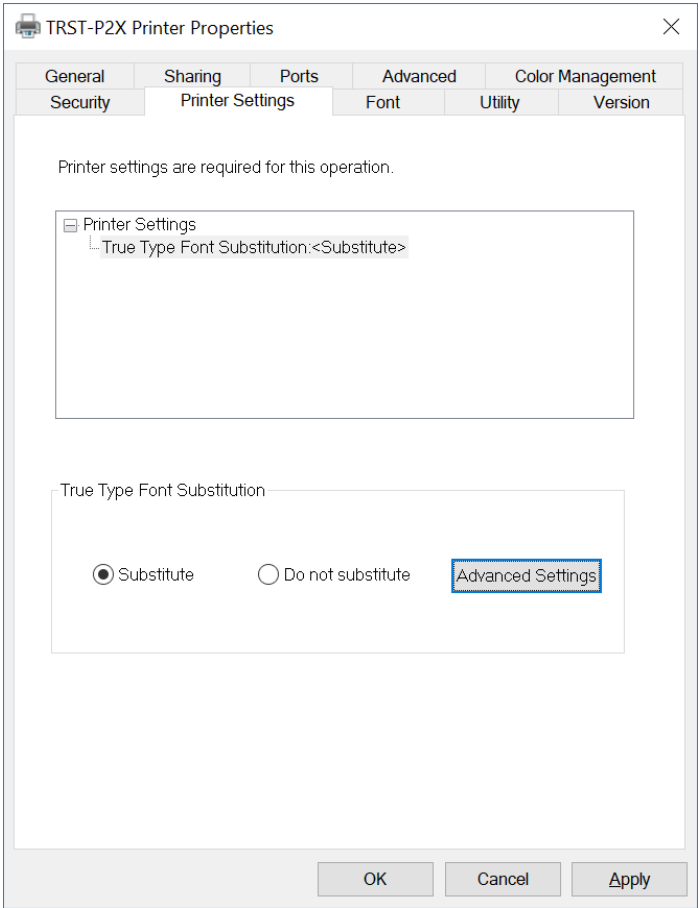 TRST-P2X Printer Properties
General Sharing Ports Advanced Color Management
Security Printer Settings Font Utility Version
Printer settings are required for this operation.
Printer Settings
True Type Font Substitution:<Substitute>
True Type Font Substitution
Substitute Do not substitute Advanced Settings
OK Cancel Apply